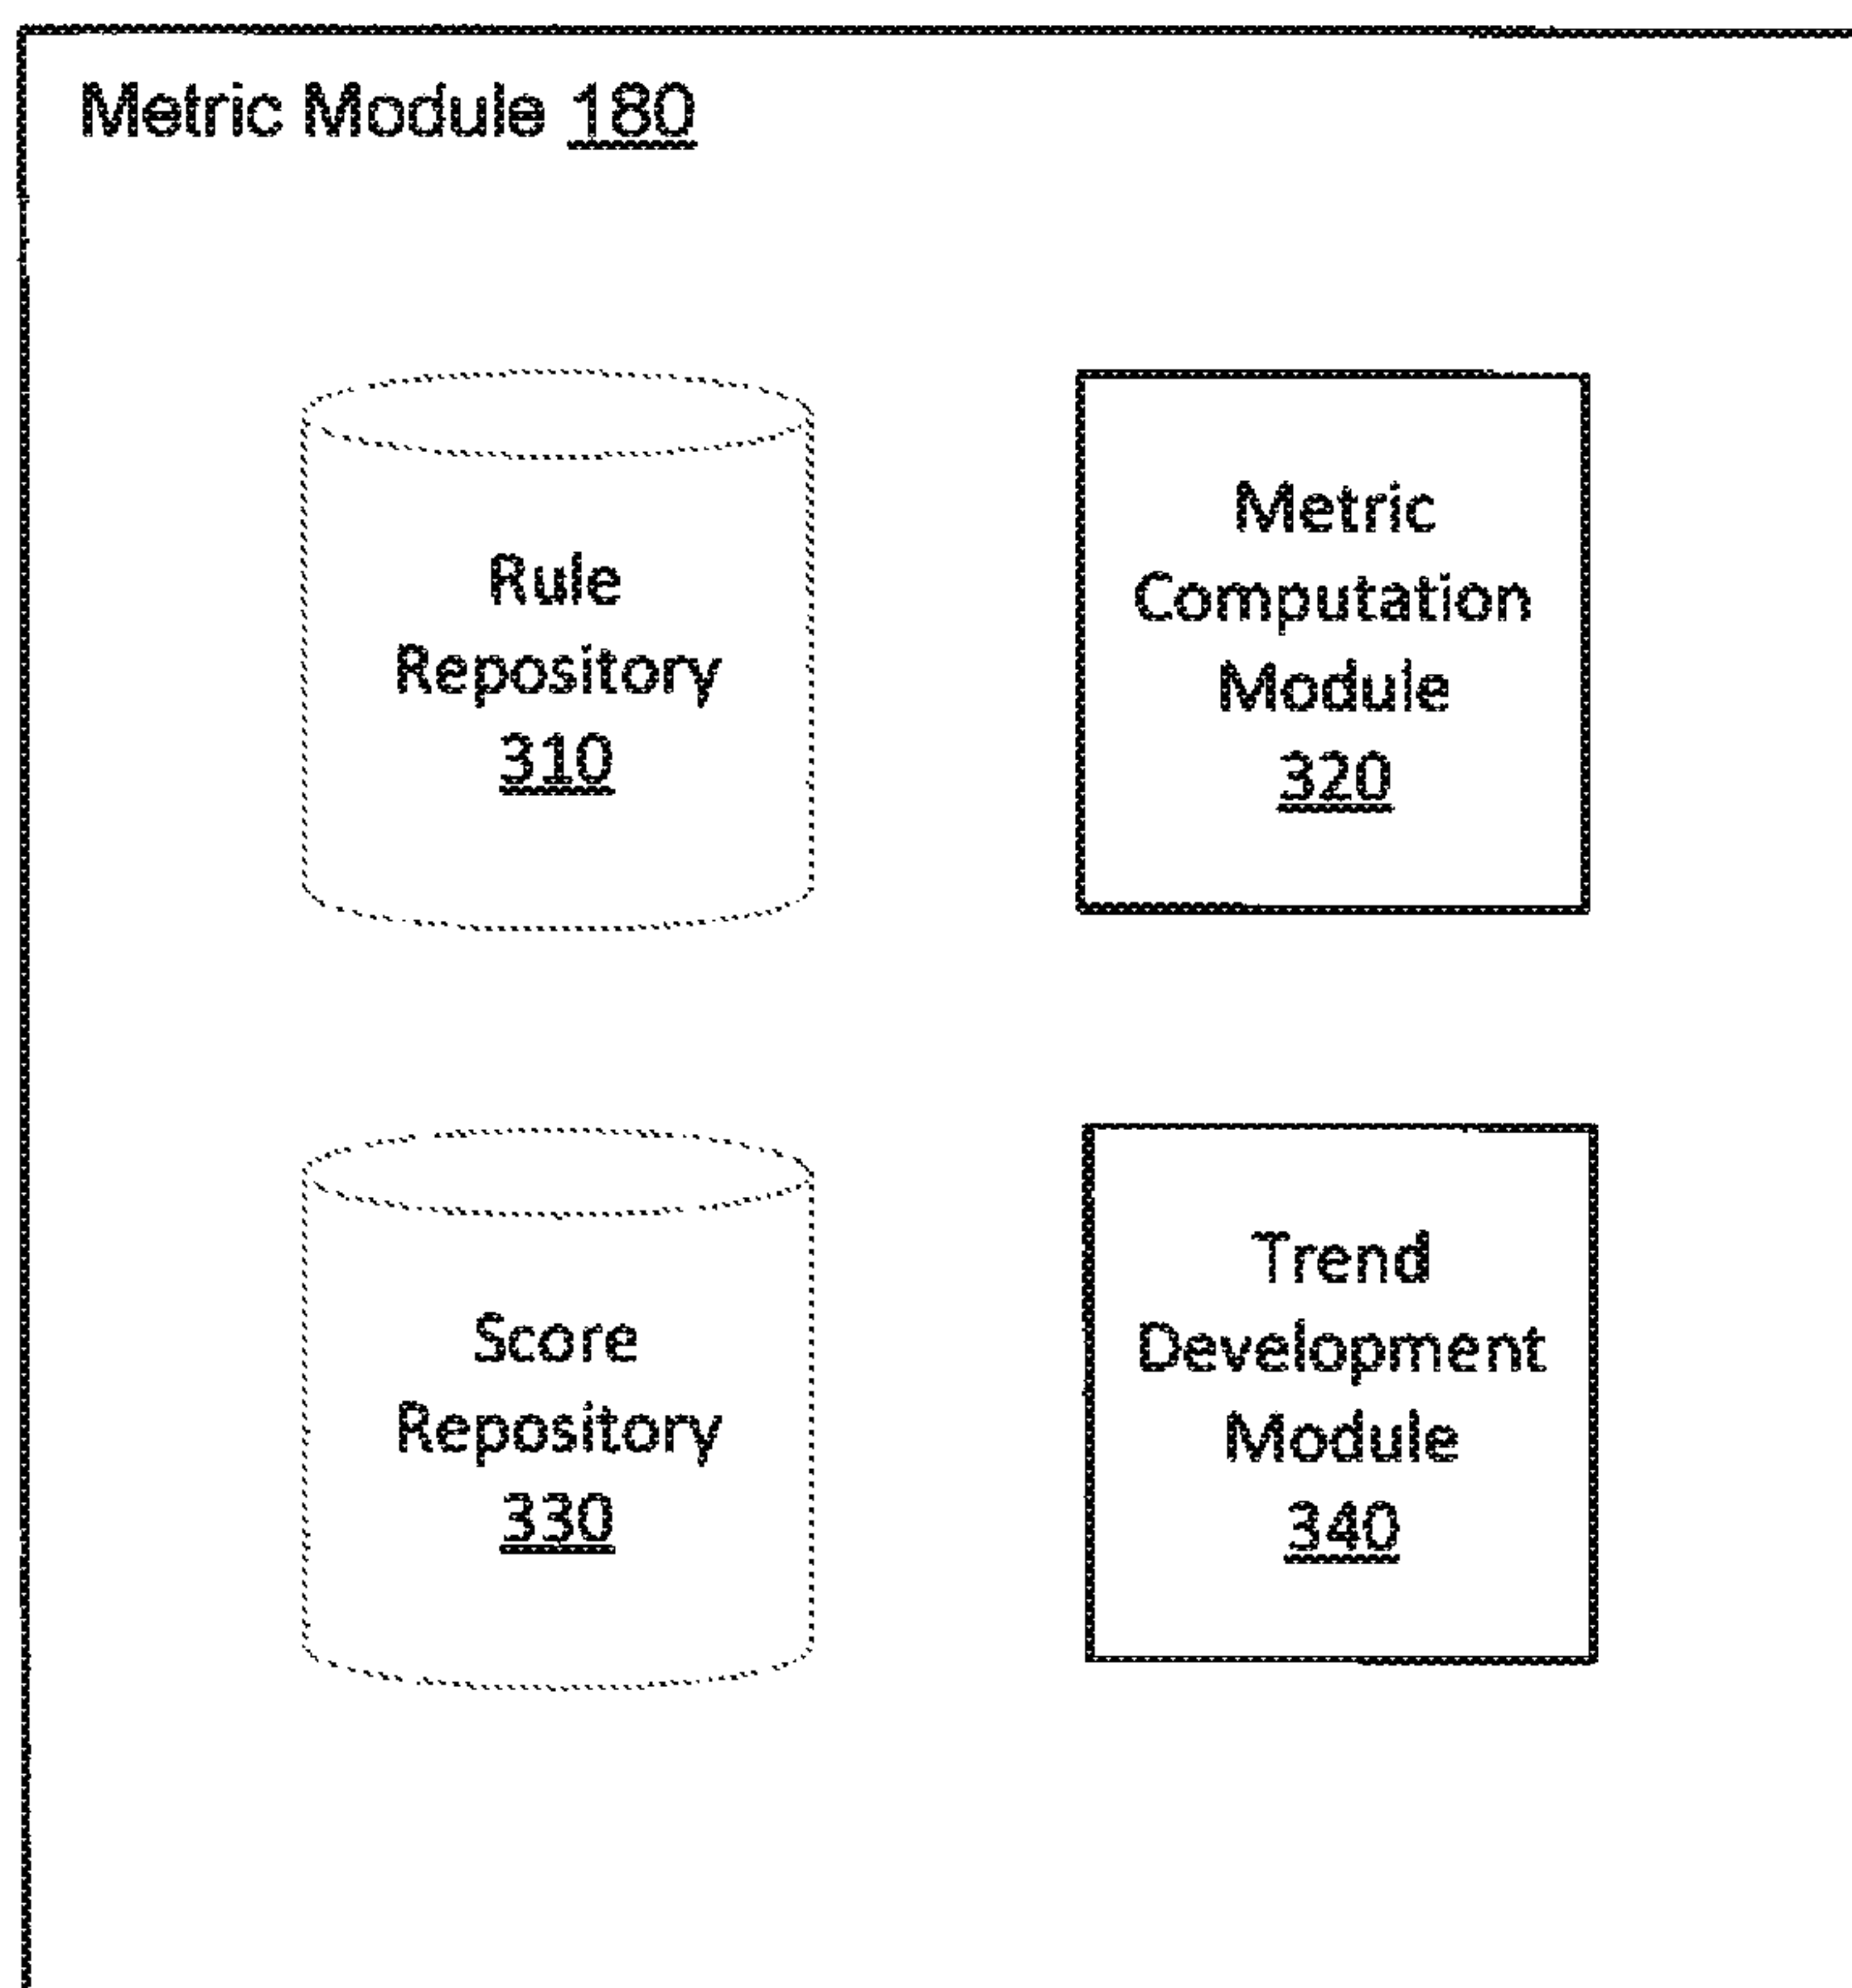 Metric Module 180
Rule
Repository
310
Metric
Computation
Module
320
Score
Repository
330
Trend
Development
Module
340